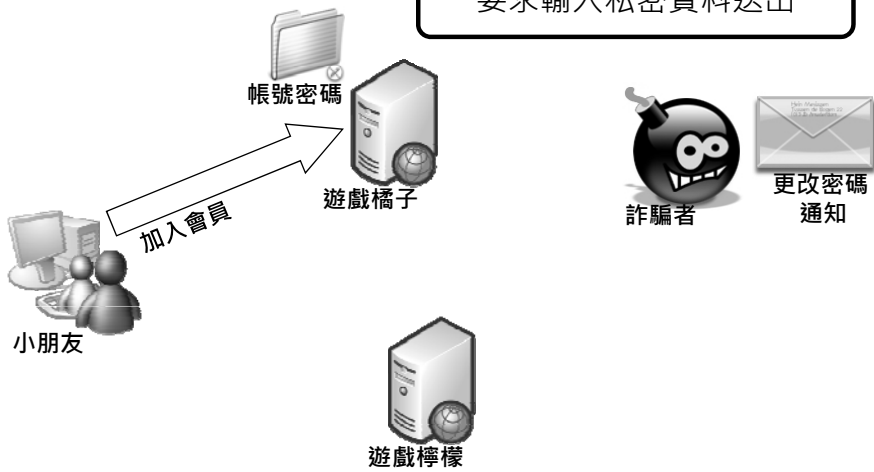 要求輸入私密資料送出
帳號密碼
遊戲橘子
加入會員
小朋友
詐騙者
更改密碼
通知
遊戲檸檬